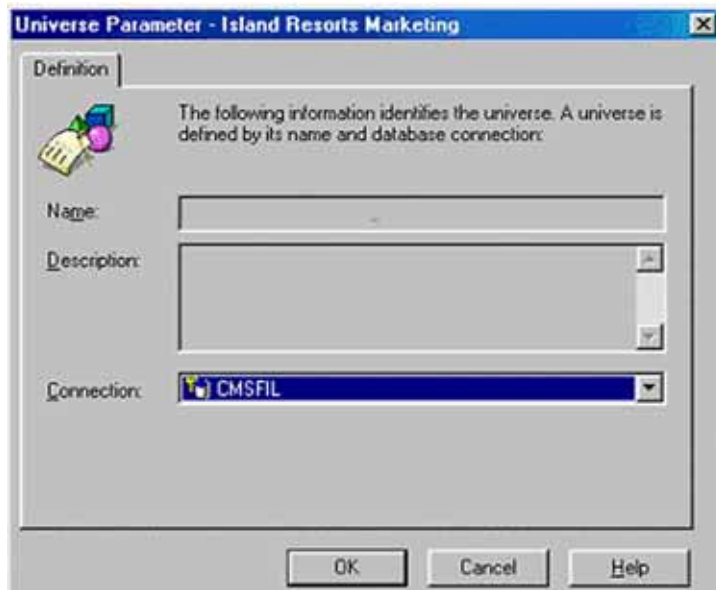 Universe Parameter - Island Resorts Marketing
Definition
The following information identifies the universe. A universe is
defined by its name and database connection:
Name:
Description:
Connection: CMSFIL
OK Cancel Help